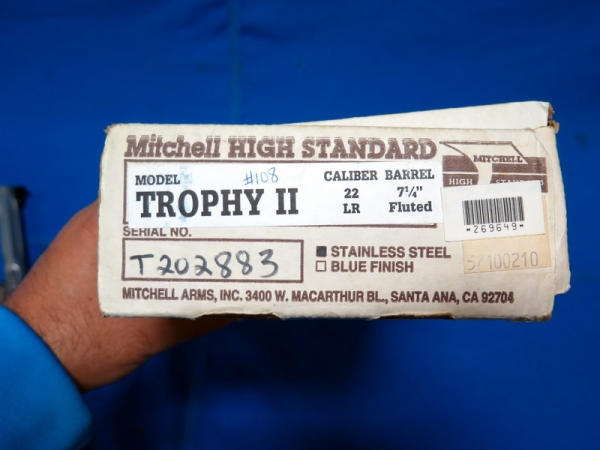 Mitchell HIGH STANDARD
MITCHELL
HIGH STANDARD
MODEL #108 CALIBER BARREL
TROPHY II 22 LR 7¼" Fluted
-269649-
SERIAL NO.
T202883
■ STAINLESS STEEL
□ BLUE FINISH
57100210
MITCHELL ARMS, INC. 3400 W. MACARTHUR BL., SANTA ANA, CA 92704